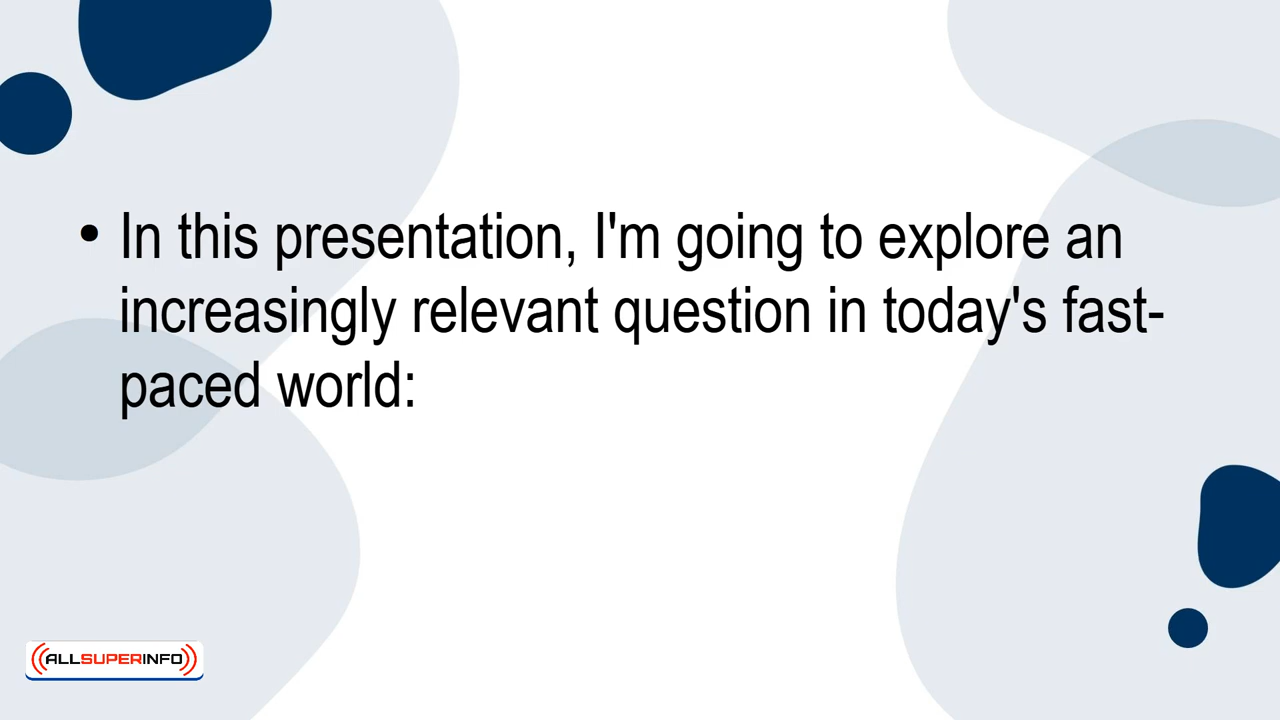 • In this presentation, I'm going to explore an
increasingly relevant question in today's fast-
paced world:
ALLSUPERINFO